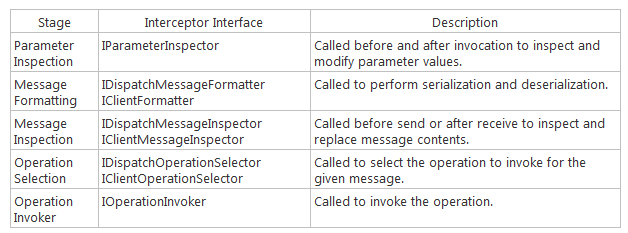 Stage Interceptor Interface Description
Parameter Inspection IParameterInspector Called before and after invocation to inspect and
modify parameter values.
Message Formatting IDispatchMessageFormatter Called to perform serialization and deserialization.
IClientFormatter
Message Inspection IDispatchMessageInspector Called before send or after receive to inspect and
IClientMessageInspector replace message contents.
Operation Selection IDispatchOperationSelector Called to select the operation to invoke for the
IClientOperationSelector given message.
Operation Invoker IOperationInvoker Called to invoke the operation.